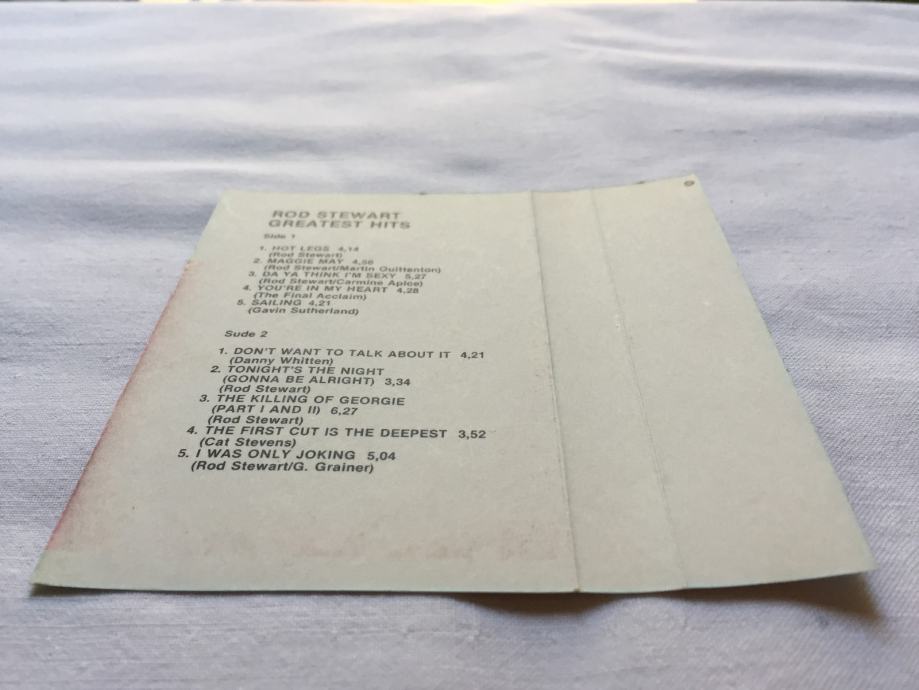 ROD STEWART
GREATEST HITS
Side 1
1. HOT LEGS 4,14
(Rod Stewart)
2. MAGGIE MAY 4,56
(Rod Stewart/Martin Quittenton)
3. DA YA THINK I'M SEXY 5,27
(Rod Stewart/Carmine Apice)
4. YOU'RE IN MY HEART 4,28
(The Final Acclaim)
5. SAILING 4,21
(Gavin Sutherland)
Sude 2
1. DON'T WANT TO TALK ABOUT IT 4,21
(Danny Whitten)
2. TONIGHT'S THE NIGHT
(GONNA BE ALRIGHT) 3,34
(Rod Stewart)
3. THE KILLING OF GEORGIE
(PART I AND II) 6,27
(Rod Stewart)
4. THE FIRST CUT IS THE DEEPEST 3,52
(Cat Stevens)
5. I WAS ONLY JOKING 5,04
(Rod Stewart/G. Grainer)